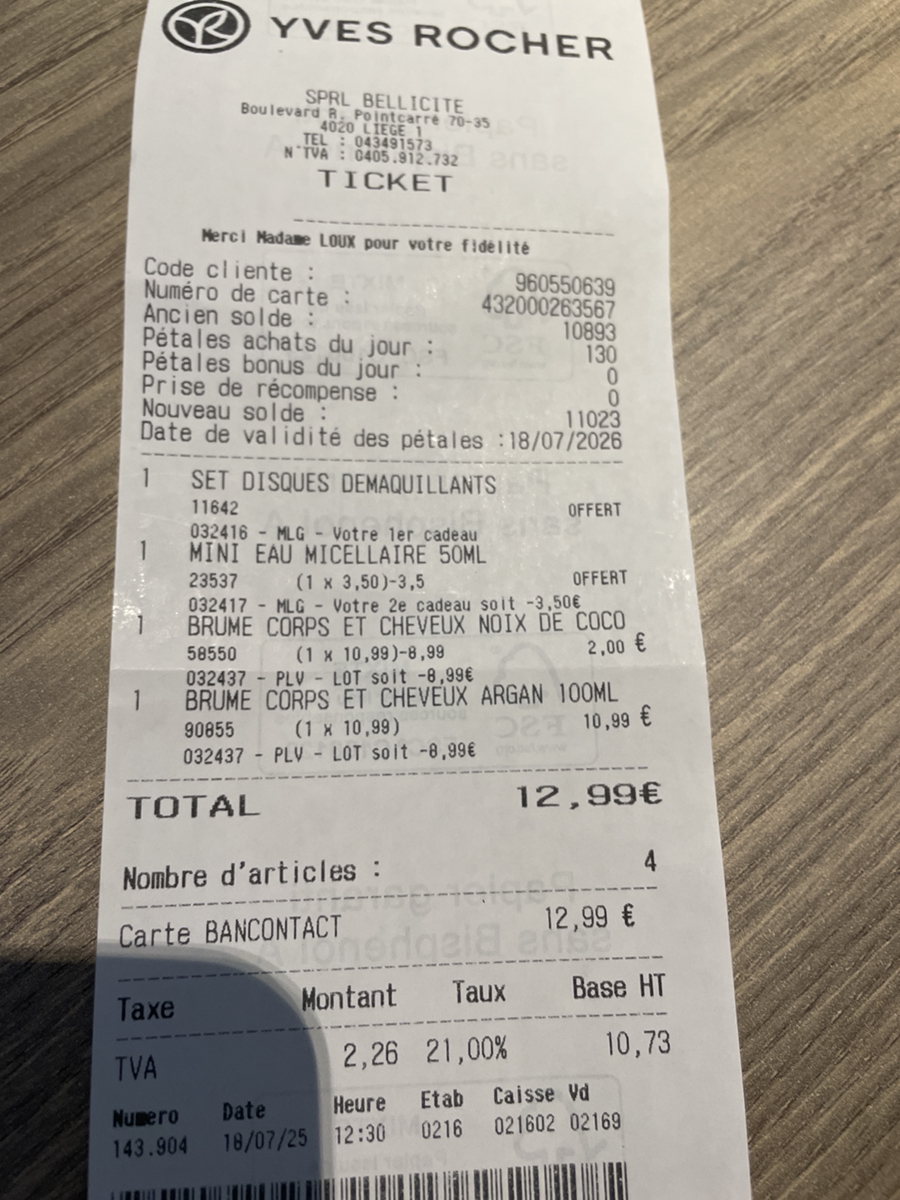 YVES ROCHER
SPRL BELLICITE
Boulevard R. Pointcarré 70-35
4020 LIEGE 1
TEL : 043491573
N°TVA : 0405.912.732
TICKET
Merci Madame LOUX pour votre fidélité
Code cliente : 960550639
Numéro de carte : 432000263567
Ancien solde : 10893
Pétales achats du jour : 130
Pétales bonus du jour : 0
Prise de récompense : 0
Nouveau solde : 11023
Date de validité des pétales :18/07/2026
1 SET DISQUES DEMAQUILLANTS
11642 OFFERT
032416 - MLG - Votre 1er cadeau
1 MINI EAU MICELLAIRE 50ML
23537 (1 x 3,50)-3,5 OFFERT
032417 - MLG - Votre 2e cadeau soit -3,50€
1 BRUME CORPS ET CHEVEUX NOIX DE COCO
58550 (1 x 10,99)-8,99 2,00 €
032437 - PLV - LOT soit -8,99€
1 BRUME CORPS ET CHEVEUX ARGAN 100ML
90855 (1 x 10,99) 10,99 €
032437 - PLV - LOT soit -8,99€
TOTAL 12,99€
Nombre d'articles : 4
Carte BANCONTACT 12,99 €
Taxe Montant Taux Base HT
TVA 2,26 21,00% 10,73
Numero Date Heure Etab Caisse Vd
143.904 18/07/25 12:30 0216 021602 02169